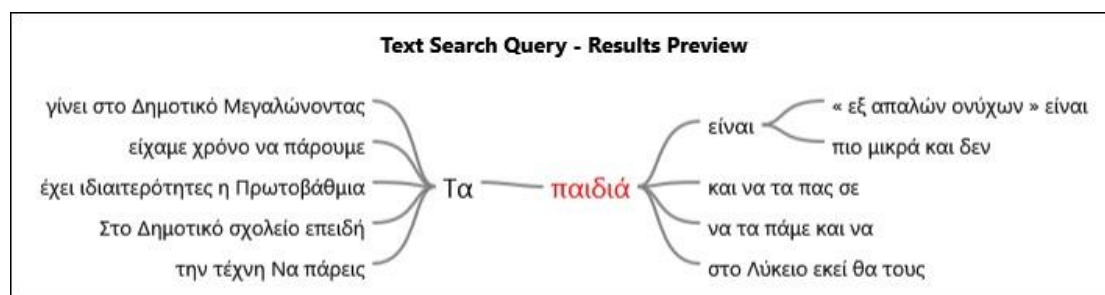 Text Search Query - Results Preview
γίνει στο Δημοτικό Μεγαλώνοντας
είχαμε χρόνο να πάρουμε
έχει ιδιαιτερότητες η Πρωτοβάθμια
Στο Δημοτικό σχολείο επειδή
την τέχνη Να πάρεις
Τα
παιδιά
είναι
« εξ απαλών ονύχων » είναι
πιο μικρά και δεν
και να τα πας σε
να τα πάμε και να
στο Λύκειο εκεί θα τους